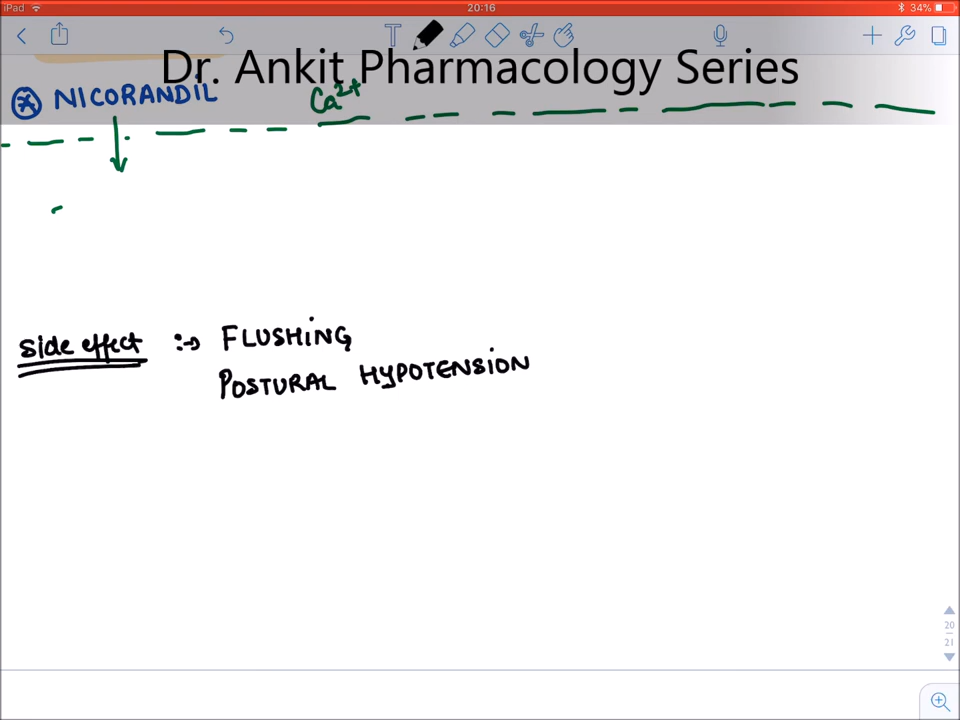 iPad 20:16 34%
T
Dr. Ankit Pharmacology Series
NICORANDIL Ca2+
Side effect :→ FLUSHING
POSTURAL HYPOTENSION
20
21